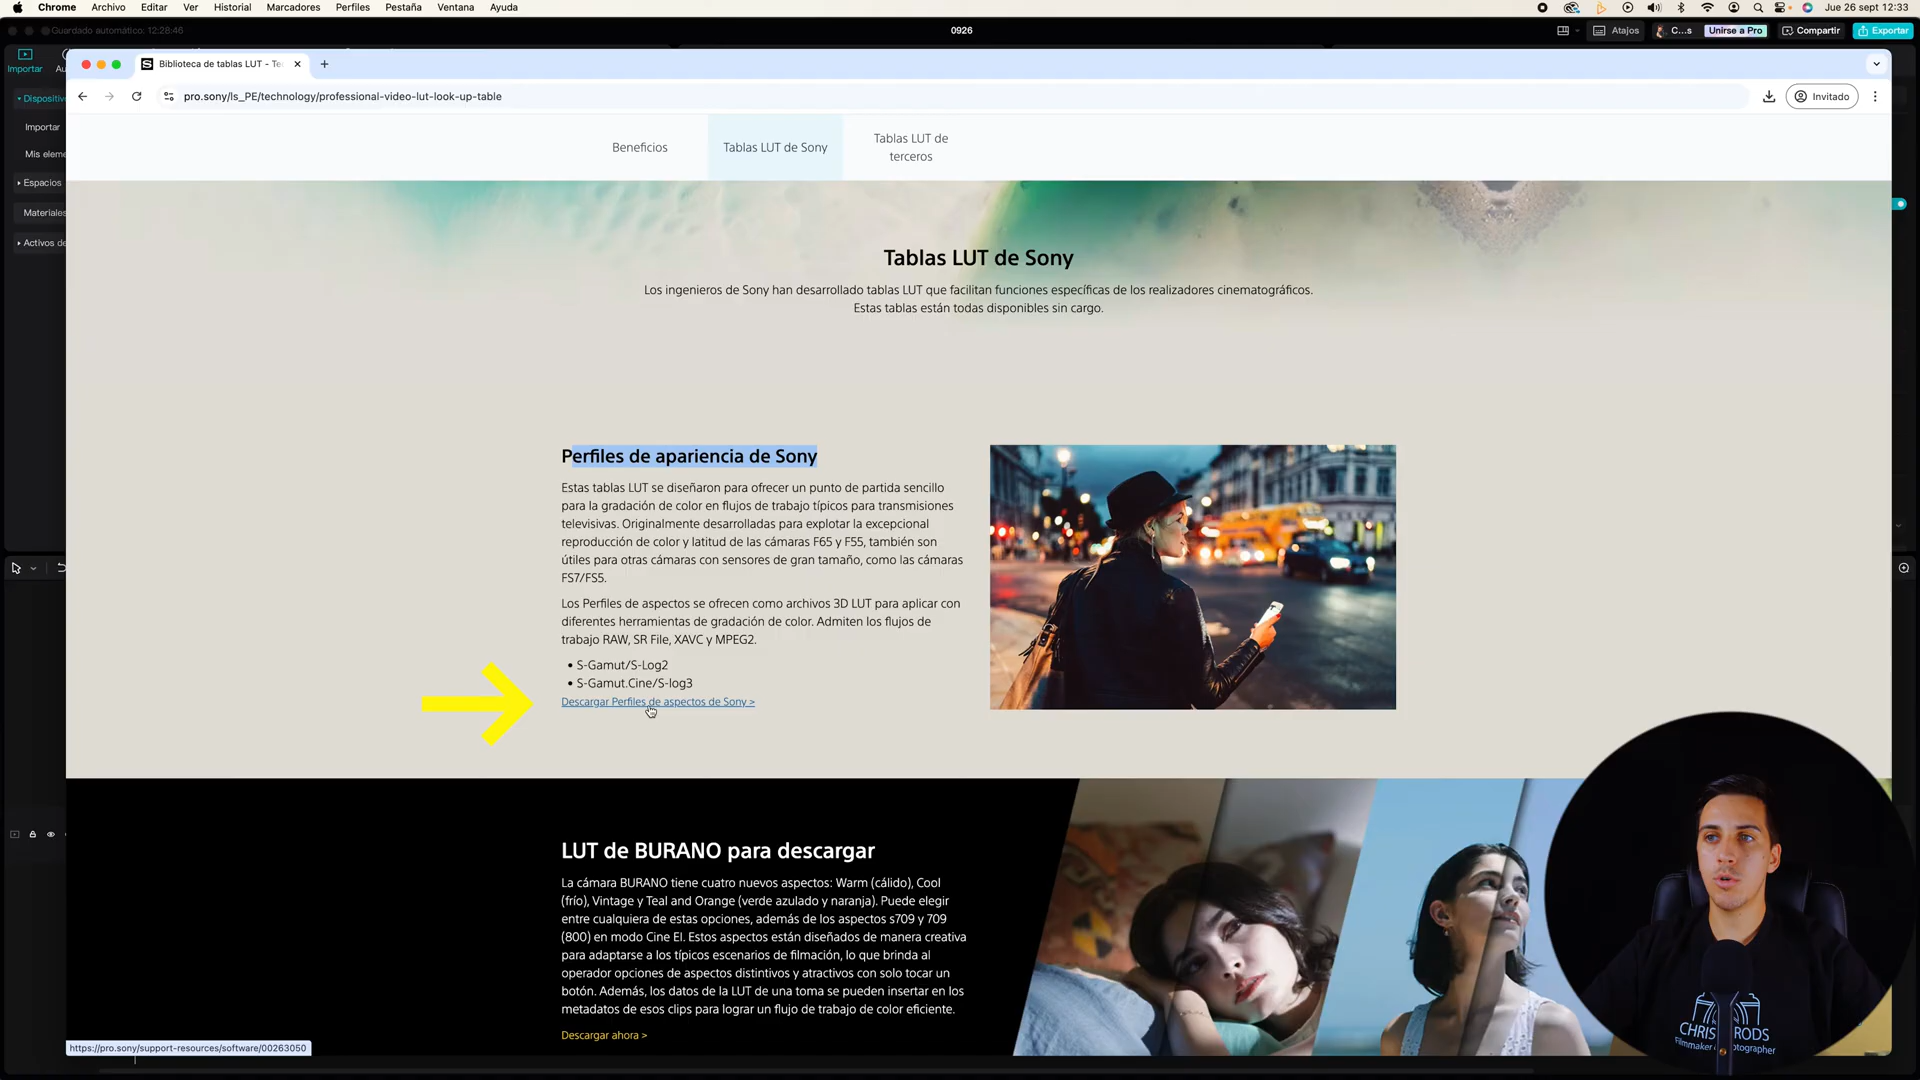 Chrome Archivo Editar Ver Historial Marcadores Perfiles Pestaña Ventana Ayuda Jue 26 sept 12:33
Guardado automático: 12:28:46 0926 Atajos C...s Unirse a Pro Compartir Exportar
Importar Au
Biblioteca de tablas LUT - Te
pro.sony/ls_PE/technology/professional-video-lut-look-up-table Invitado
Dispositiv
Importar
Mis eleme
Espacios
Materiales
Activos de
Beneficios
Tablas LUT de Sony
Tablas LUT de
terceros
Tablas LUT de Sony
Los ingenieros de Sony han desarrollado tablas LUT que facilitan funciones específicas de los realizadores cinematográficos.
Estas tablas están todas disponibles sin cargo.
Perfiles de apariencia de Sony
Estas tablas LUT se diseñaron para ofrecer un punto de partida sencillo
para la gradación de color en flujos de trabajo típicos para transmisiones
televisivas. Originalmente desarrolladas para explotar la excepcional
reproducción de color y latitud de las cámaras F65 y F55, también son
útiles para otras cámaras con sensores de gran tamaño, como las cámaras
FS7/FS5.
Los Perfiles de aspectos se ofrecen como archivos 3D LUT para aplicar con
diferentes herramientas de gradación de color. Admiten los flujos de
trabajo RAW, SR File, XAVC y MPEG2.
• S-Gamut/S-Log2
• S-Gamut.Cine/S-log3
Descargar Perfiles de aspectos de Sony >
LUT de BURANO para descargar
La cámara BURANO tiene cuatro nuevos aspectos: Warm (cálido), Cool
(frío), Vintage y Teal and Orange (verde azulado y naranja). Puede elegir
entre cualquiera de estas opciones, además de los aspectos s709 y 709
(800) en modo Cine EI. Estos aspectos están diseñados de manera creativa
para adaptarse a los típicos escenarios de filmación, lo que brinda al
operador opciones de aspectos distintivos y atractivos con solo tocar un
botón. Además, los datos de la LUT de una toma se pueden insertar en los
metadatos de esos clips para lograr un flujo de trabajo de color eficiente.
Descargar ahora >
https://pro.sony/support-resources/software/00263050
CHRIS RODS
Filmmaker